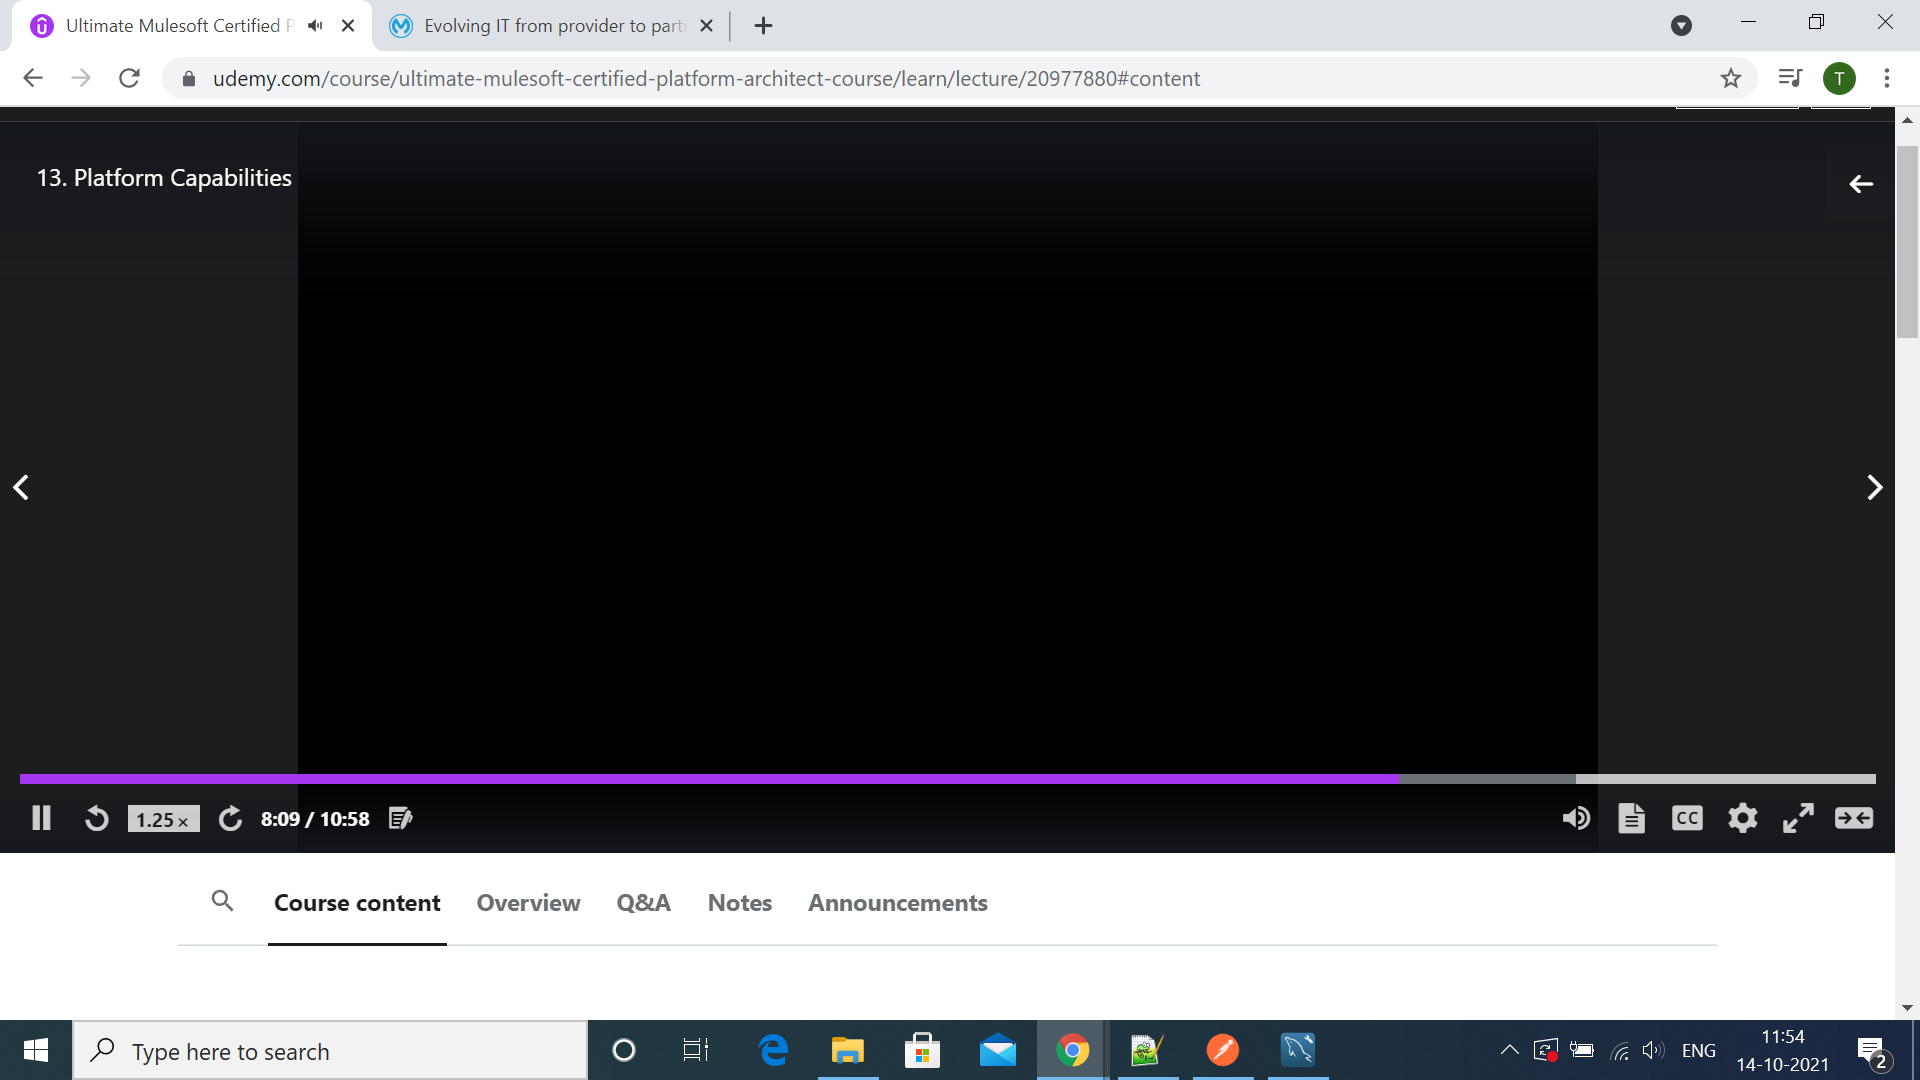 Ultimate Mulesoft Certified P
Evolving IT from provider to part
udemy.com/course/ultimate-mulesoft-certified-platform-architect-course/learn/lecture/20977880#content
T
13. Platform Capabilities
1.25×
8:09 / 10:58
CC
Course content
Overview
Q&A
Notes
Announcements
Type here to search
ENG
11:54
14-10-2021
2